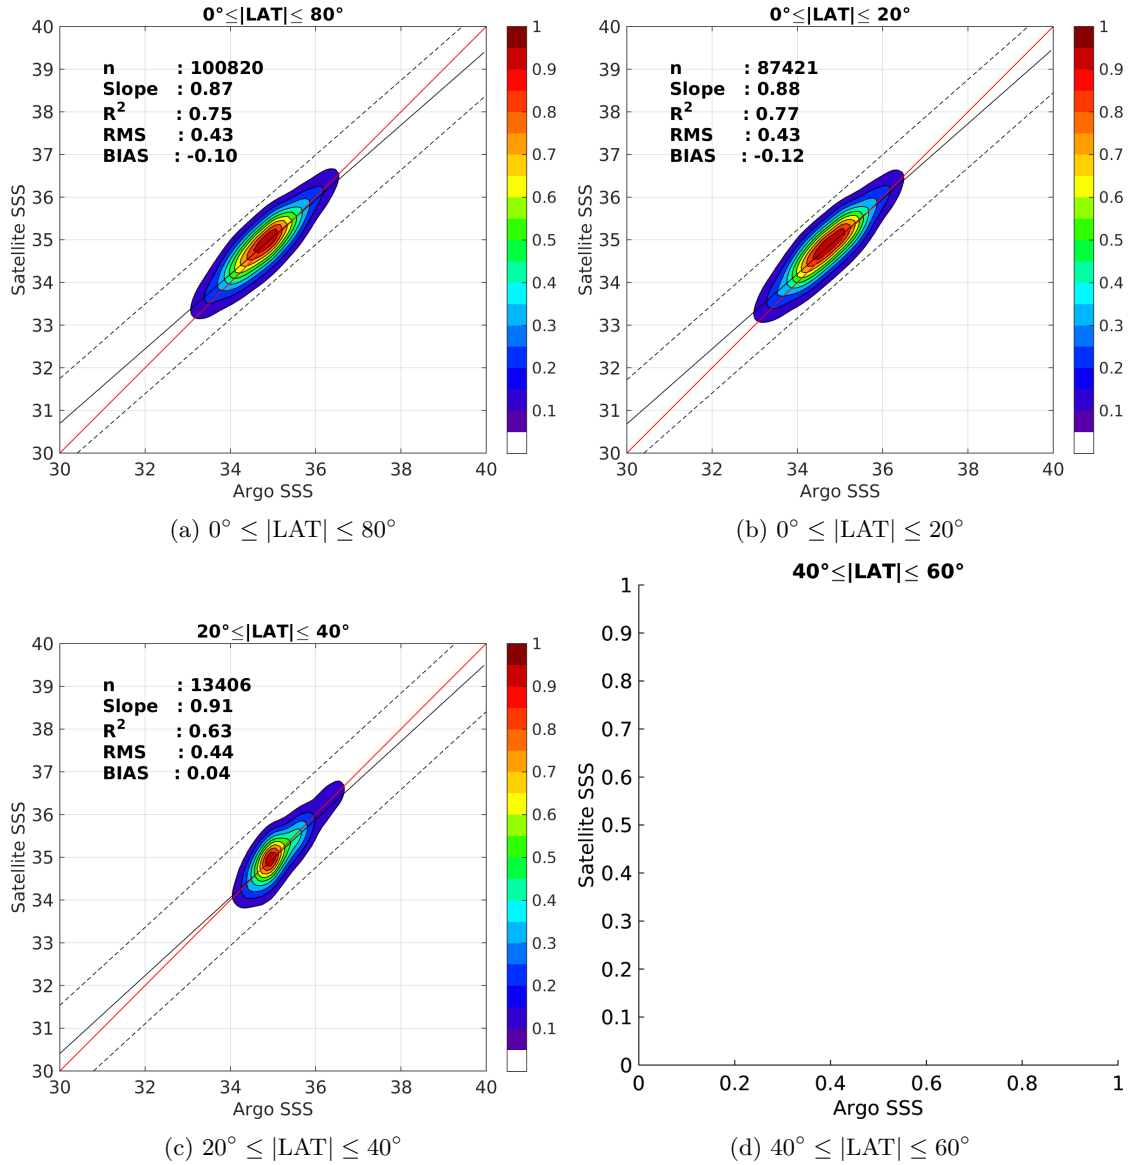 0°≤|LAT|≤ 80°
40
39
38
37
36
35
34
33
32
31
30
n : 100820
Slope : 0.87
R² : 0.75
RMS : 0.43
BIAS : -0.10
Satellite SSS
30 32 34 36 38 40
Argo SSS
1
0.9
0.8
0.7
0.6
0.5
0.4
0.3
0.2
0.1
(a) 0° ≤ |LAT| ≤ 80°
0°≤|LAT|≤ 20°
40
39
38
37
36
35
34
33
32
31
30
n : 87421
Slope : 0.88
R² : 0.77
RMS : 0.43
BIAS : -0.12
Satellite SSS
30 32 34 36 38 40
Argo SSS
1
0.9
0.8
0.7
0.6
0.5
0.4
0.3
0.2
0.1
(b) 0° ≤ |LAT| ≤ 20°
20°≤|LAT|≤ 40°
40
39
38
37
36
35
34
33
32
31
30
n : 13406
Slope : 0.91
R² : 0.63
RMS : 0.44
BIAS : 0.04
Satellite SSS
30 32 34 36 38 40
Argo SSS
1
0.9
0.8
0.7
0.6
0.5
0.4
0.3
0.2
0.1
(c) 20° ≤ |LAT| ≤ 40°
40°≤|LAT|≤ 60°
1
0.9
0.8
0.7
0.6
0.5
0.4
0.3
0.2
0.1
0
Satellite SSS
0 0.2 0.4 0.6 0.8 1
Argo SSS
(d) 40° ≤ |LAT| ≤ 60°